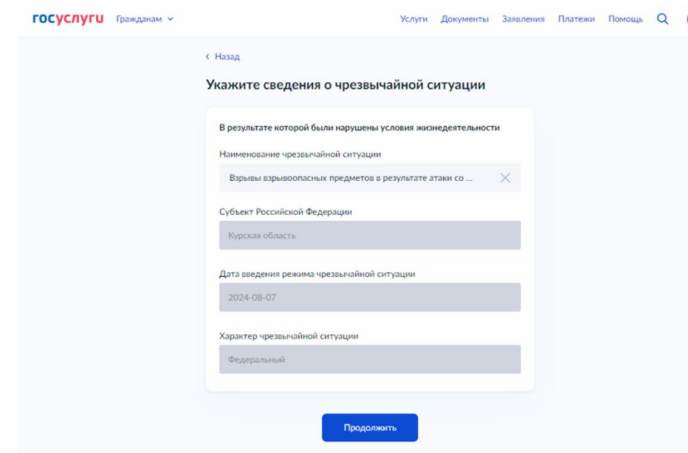 госуслуги Гражданам Услуги Документы Заявления Платежи Помощь
Назад
Укажите сведения о чрезвычайной ситуации
В результате которой были нарушены условия жизнедеятельности
Наименование чрезвычайной ситуации
Взрывы взрывоопасных предметов в результате атаки со ...
Субъект Российской Федерации
Курская область
Дата введения режима чрезвычайной ситуации
2024-08-07
Характер чрезвычайной ситуации
Федеральный
Продолжить